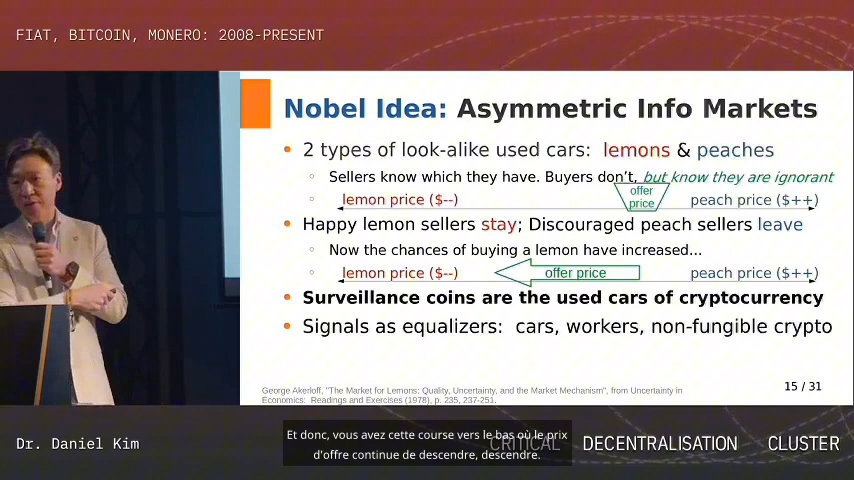 FIAT, BITCOIN, MONERO: 2008-PRESENT
Nobel Idea: Asymmetric Info Markets
2 types of look-alike used cars: lemons & peaches
Sellers know which they have. Buyers don't, but know they are ignorant
lemon price ($--)
offer
price
peach price ($++)
Happy lemon sellers stay; Discouraged peach sellers leave
Now the chances of buying a lemon have increased...
lemon price ($--)
offer price
peach price ($++)
Surveillance coins are the used cars of cryptocurrency
Signals as equalizers: cars, workers, non-fungible crypto
George Akerloff, "The Market for Lemons: Quality, Uncertainty, and the Market Mechanism", from Uncertainty in
Economics: Readings and Exercises (1978), p. 235, 237-251.
15 / 31
Dr. Daniel Kim
Et donc, vous avez cette course vers le bas où le prix
d'offre continue de descendre, descendre.
CRITICAL DECENTRALISATION CLUSTER